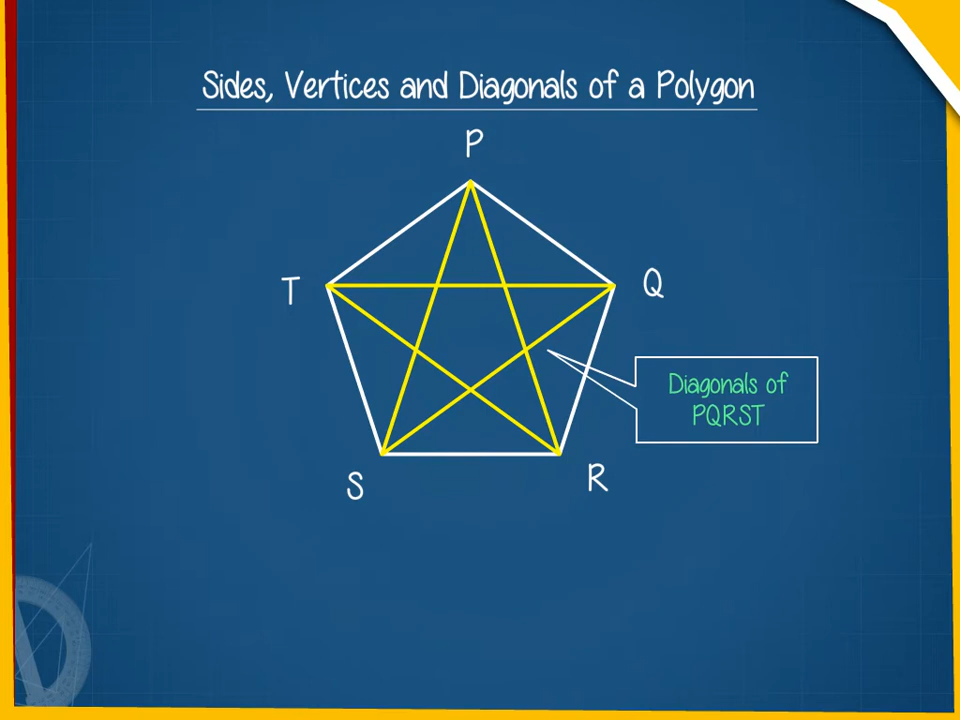 Sides, Vertices and Diagonals of a Polygon
P
T
Q
Diagonals of
PQRST
S
R